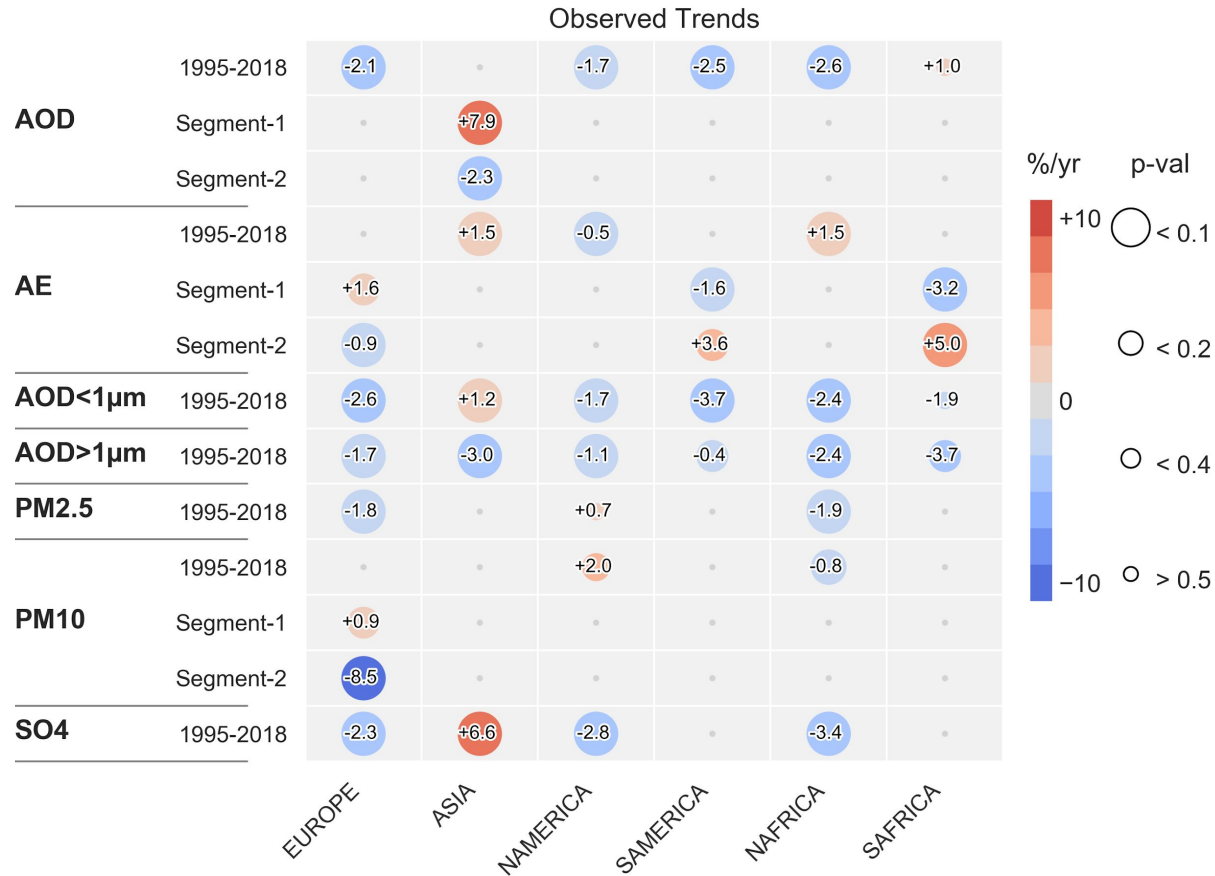 Observed Trends
1995-2018 -2.1 -1.7 -2.5 -2.6 +1.0
AOD Segment-1 +7.9
Segment-2 -2.3
1995-2018 +1.5 -0.5 +1.5
AE Segment-1 +1.6 -1.6 -3.2
Segment-2 -0.9 +3.6 +5.0
AOD<1μm 1995-2018 -2.6 +1.2 -1.7 -3.7 -2.4 -1.9
AOD>1μm 1995-2018 -1.7 -3.0 -1.1 -0.4 -2.4 -3.7
PM2.5 1995-2018 -1.8 +0.7 -1.9
1995-2018 +2.0 -0.8
PM10 Segment-1 +0.9
Segment-2 -8.5
SO4 1995-2018 -2.3 +6.6 -2.8 -3.4
EUROPE ASIA NAMERICA SAMERICA NAFRICA SAFRICA
%/yr p-val
+10 < 0.1
< 0.2
0
< 0.4
−10 > 0.5